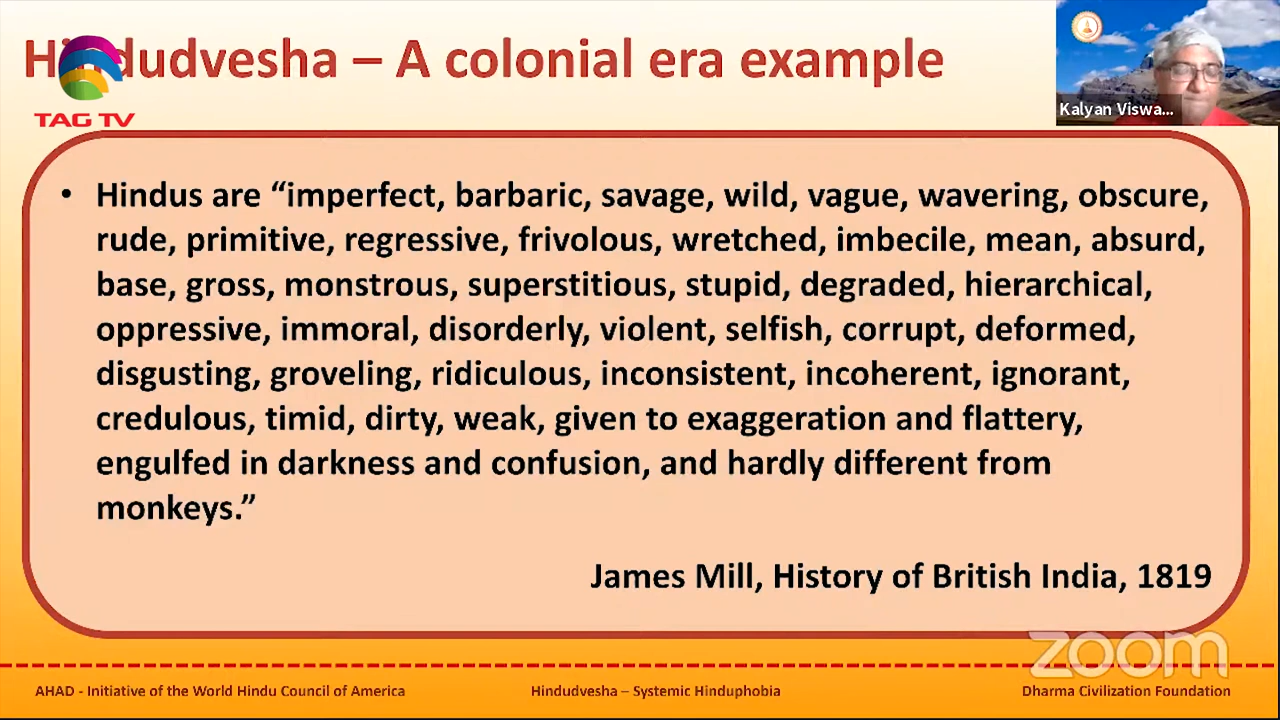 Hindudvesha – A colonial era example
TAG TV
Kalyan Viswa...
• Hindus are “imperfect, barbaric, savage, wild, vague, wavering, obscure,
rude, primitive, regressive, frivolous, wretched, imbecile, mean, absurd,
base, gross, monstrous, superstitious, stupid, degraded, hierarchical,
oppressive, immoral, disorderly, violent, selfish, corrupt, deformed,
disgusting, groveling, ridiculous, inconsistent, incoherent, ignorant,
credulous, timid, dirty, weak, given to exaggeration and flattery,
engulfed in darkness and confusion, and hardly different from
monkeys.”
James Mill, History of British India, 1819
zoom
AHAD - Initiative of the World Hindu Council of America
Hindudvesha – Systemic Hinduphobia
Dharma Civilization Foundation